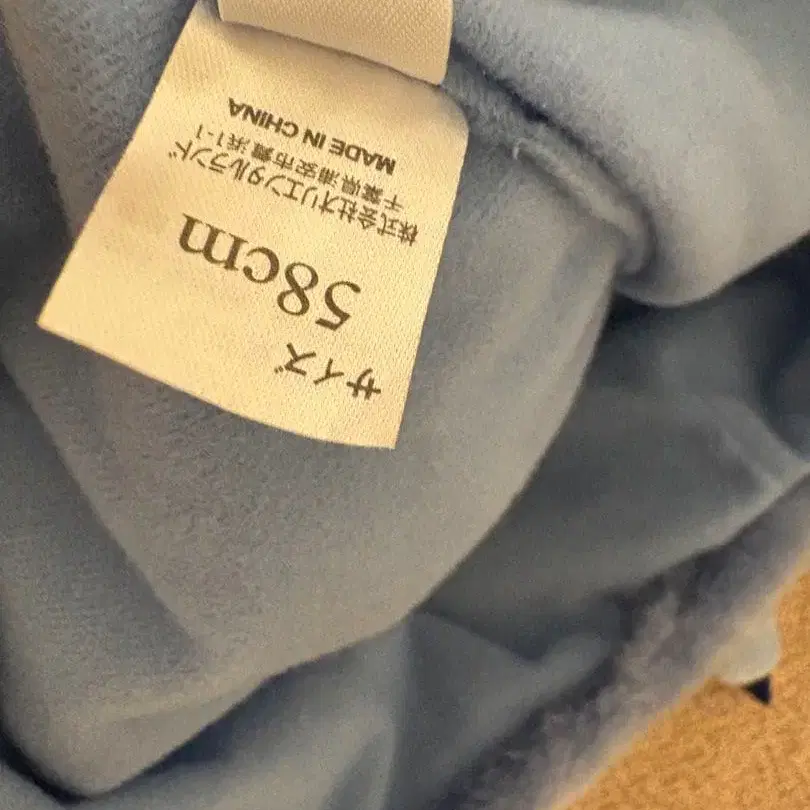 サイズ
58cm
株式会社オリエンタルランド
千葉県浦安市舞浜1-1
MADE IN CHINA